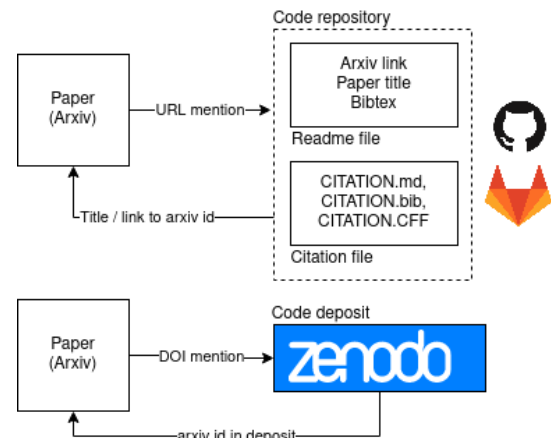 Code repository
Paper
(Arxiv)
URL mention
Arxiv link
Paper title
Bibtex
Readme file
CITATION.md,
CITATION.bib,
CITATION.CFF
Citation file
Title / link to arxiv id
Code deposit
Paper
(Arxiv)
DOI mention
zenodo
arxiv id in deposit